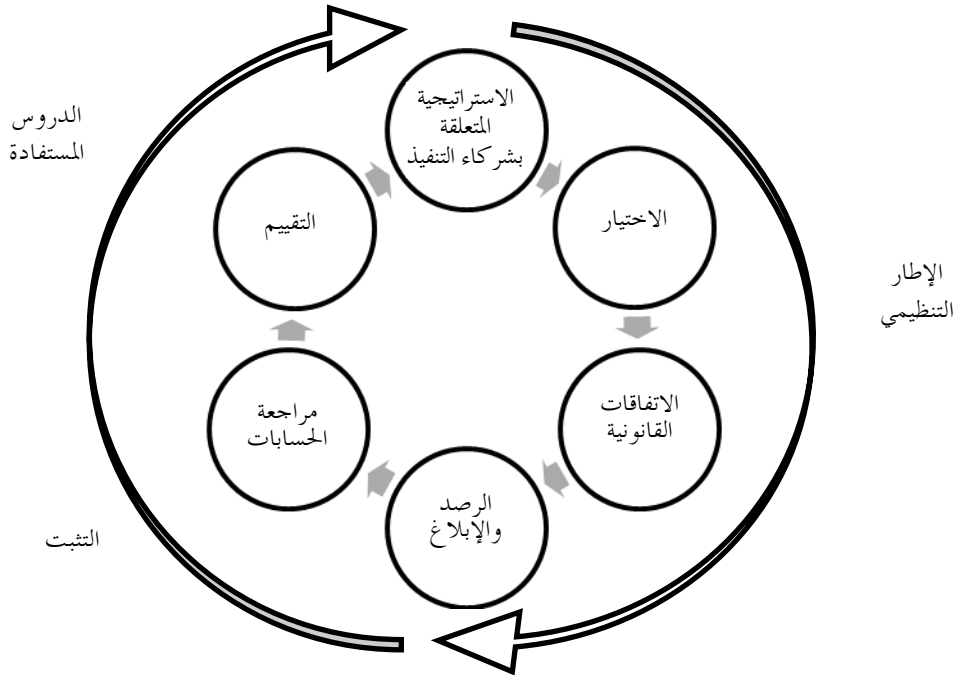 الاستراتيجية
المتعلقة
بشركاء التنفيذ
الاختيار
الاتفاقات
القانونية
الرصد
والإبلاغ
مراجعة
الحسابات
التقييم
الإطار
التنظيمي
التثبت
الدروس
المستفادة